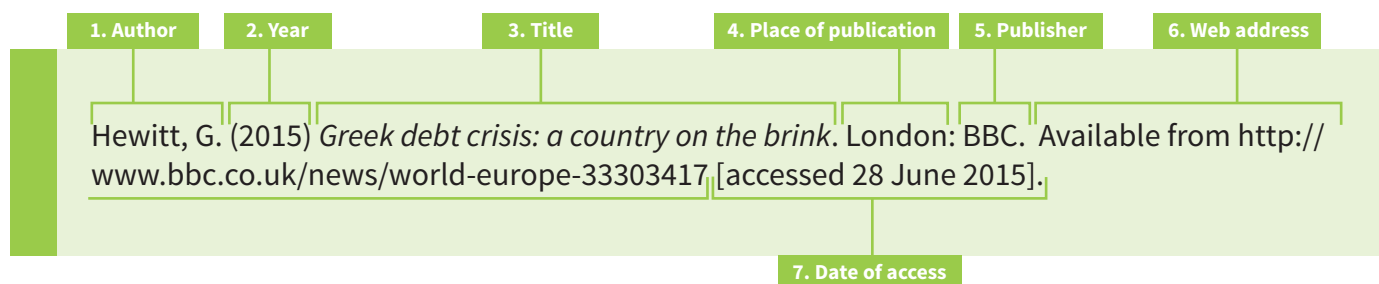 1. Author 2. Year 3. Title 4. Place of publication 5. Publisher 6. Web address
Hewitt, G. (2015) Greek debt crisis: a country on the brink. London: BBC. Available from http://
www.bbc.co.uk/news/world-europe-33303417 [accessed 28 June 2015].
7. Date of access